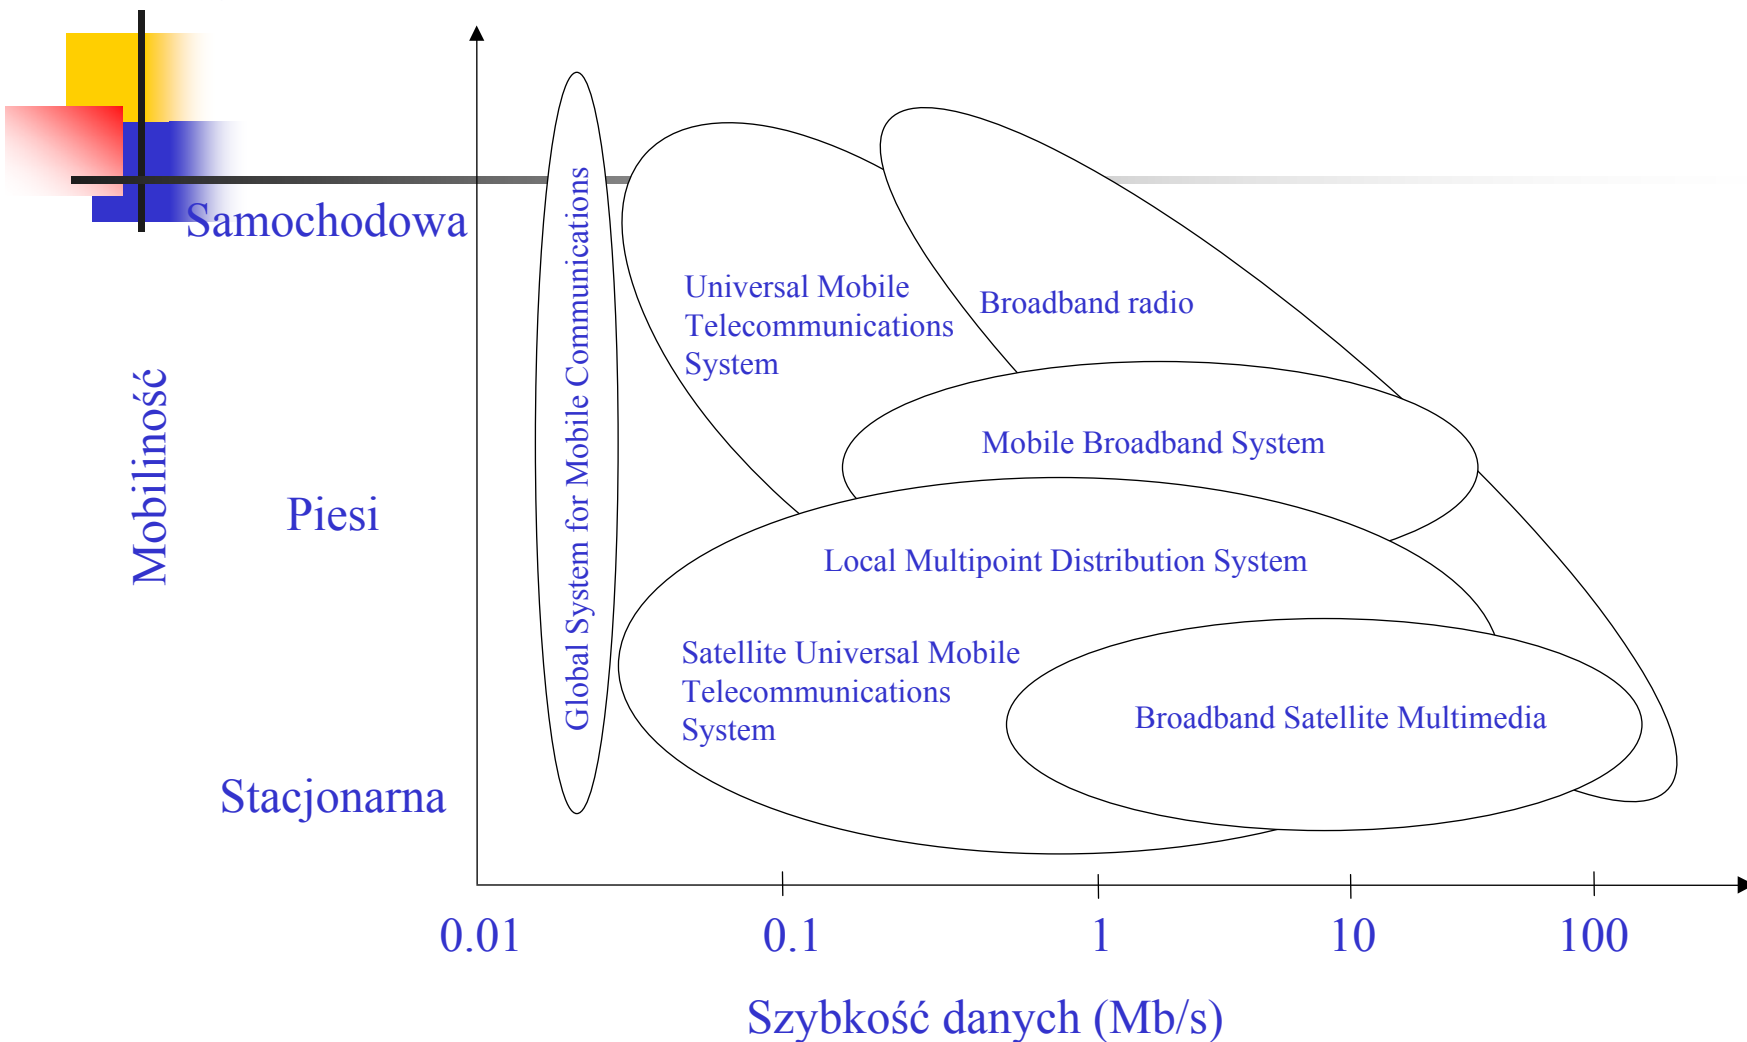 Samochodowa
Mobiliność
Piesi
Stacjonarna
Global System for Mobile Communications
Universal Mobile
Telecommunications
System
Broadband radio
Mobile Broadband System
Local Multipoint Distribution System
Satellite Universal Mobile
Telecommunications
System
Broadband Satellite Multimedia
0.01 0.1 1 10 100
Szybkość danych (Mb/s)